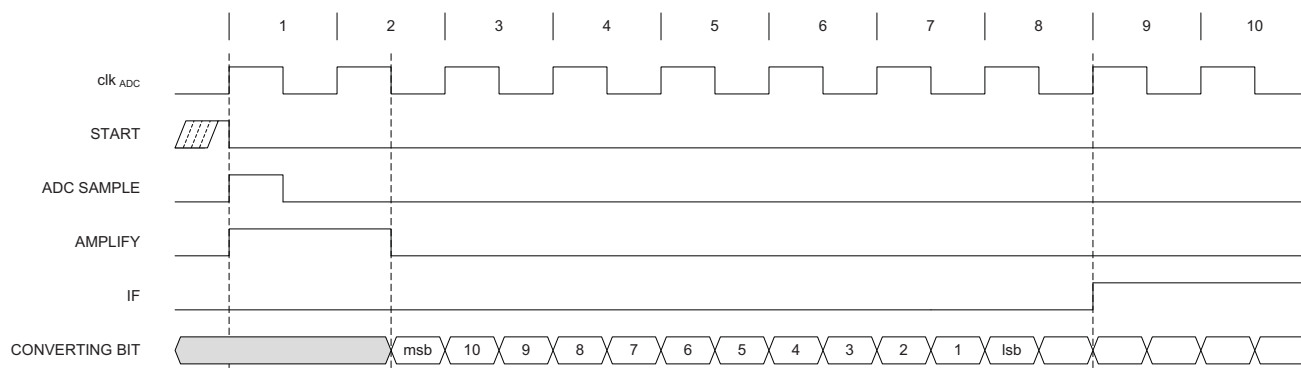 1 2 3 4 5 6 7 8 9 10
clk ADC
START
ADC SAMPLE
AMPLIFY
IF
CONVERTING BIT msb 10 9 8 7 6 5 4 3 2 1 lsb